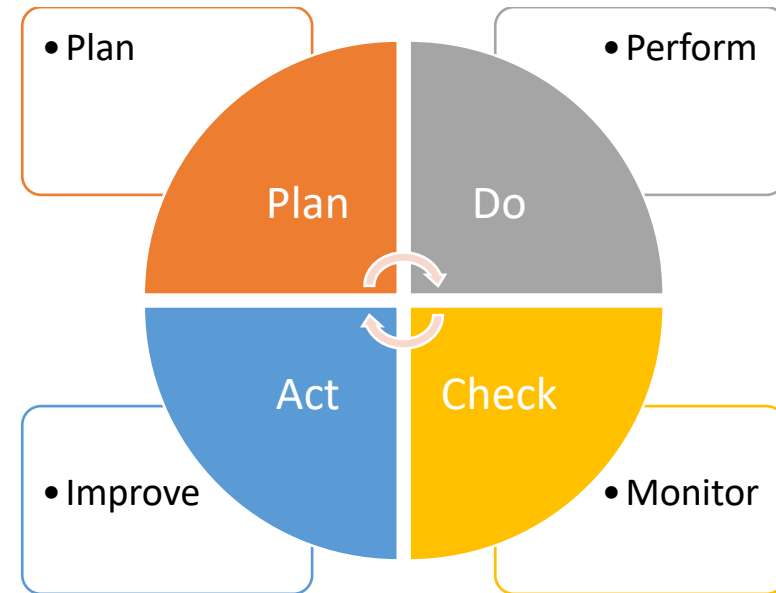 • Plan
• Perform
Plan
Do
Act
Check
• Improve
• Monitor